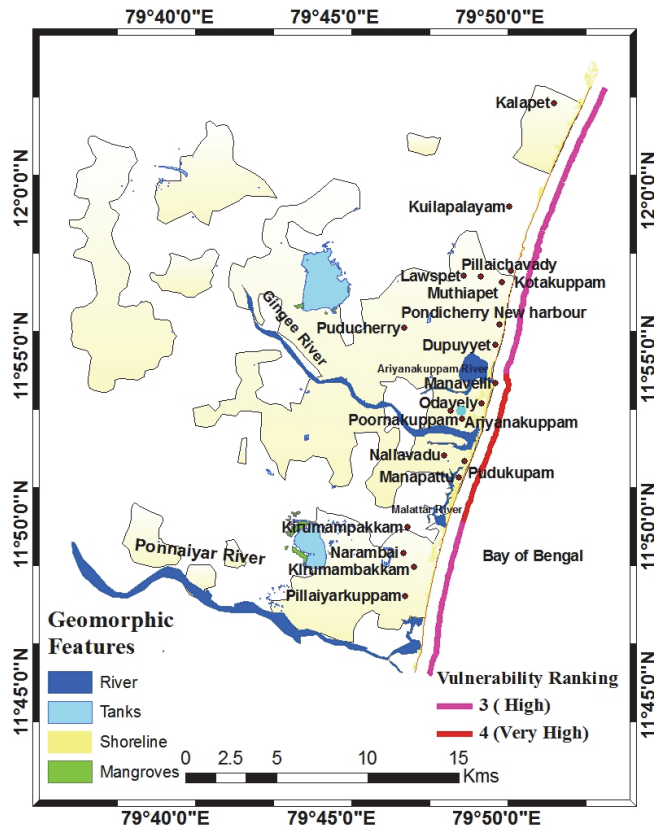 79°40'0"E 79°45'0"E 79°50'0"E
Kalapet
12°0'0"N
12°0'0"N
Kuilapalayam
Pillaichavady
Lawspet
Kotakuppam
Muthiapet
Pondicherry New harbour
Gingee River
Puducherry
11°55'0"N
11°55'0"N
Dupuyyet
Ariyanakuppam River
Manavelli
Odayely
Poornakuppam
Ariyanakuppam
Nallavadu
Pudukupam
Manapattu
Malattar River
11°50'0"N
11°50'0"N
Kirumampakkam
Ponnaiyar River
Narambai
Bay of Bengal
Kirumambakkam
Pillaiyarkuppam
Geomorphic
Features
River
Tanks
Shoreline
Mangroves
Vulnerability Ranking
3 ( High)
4 (Very High)
11°45'0"N
11°45'0"N
0 2.5 5 10 15
Kms
79°40'0"E 79°45'0"E 79°50'0"E